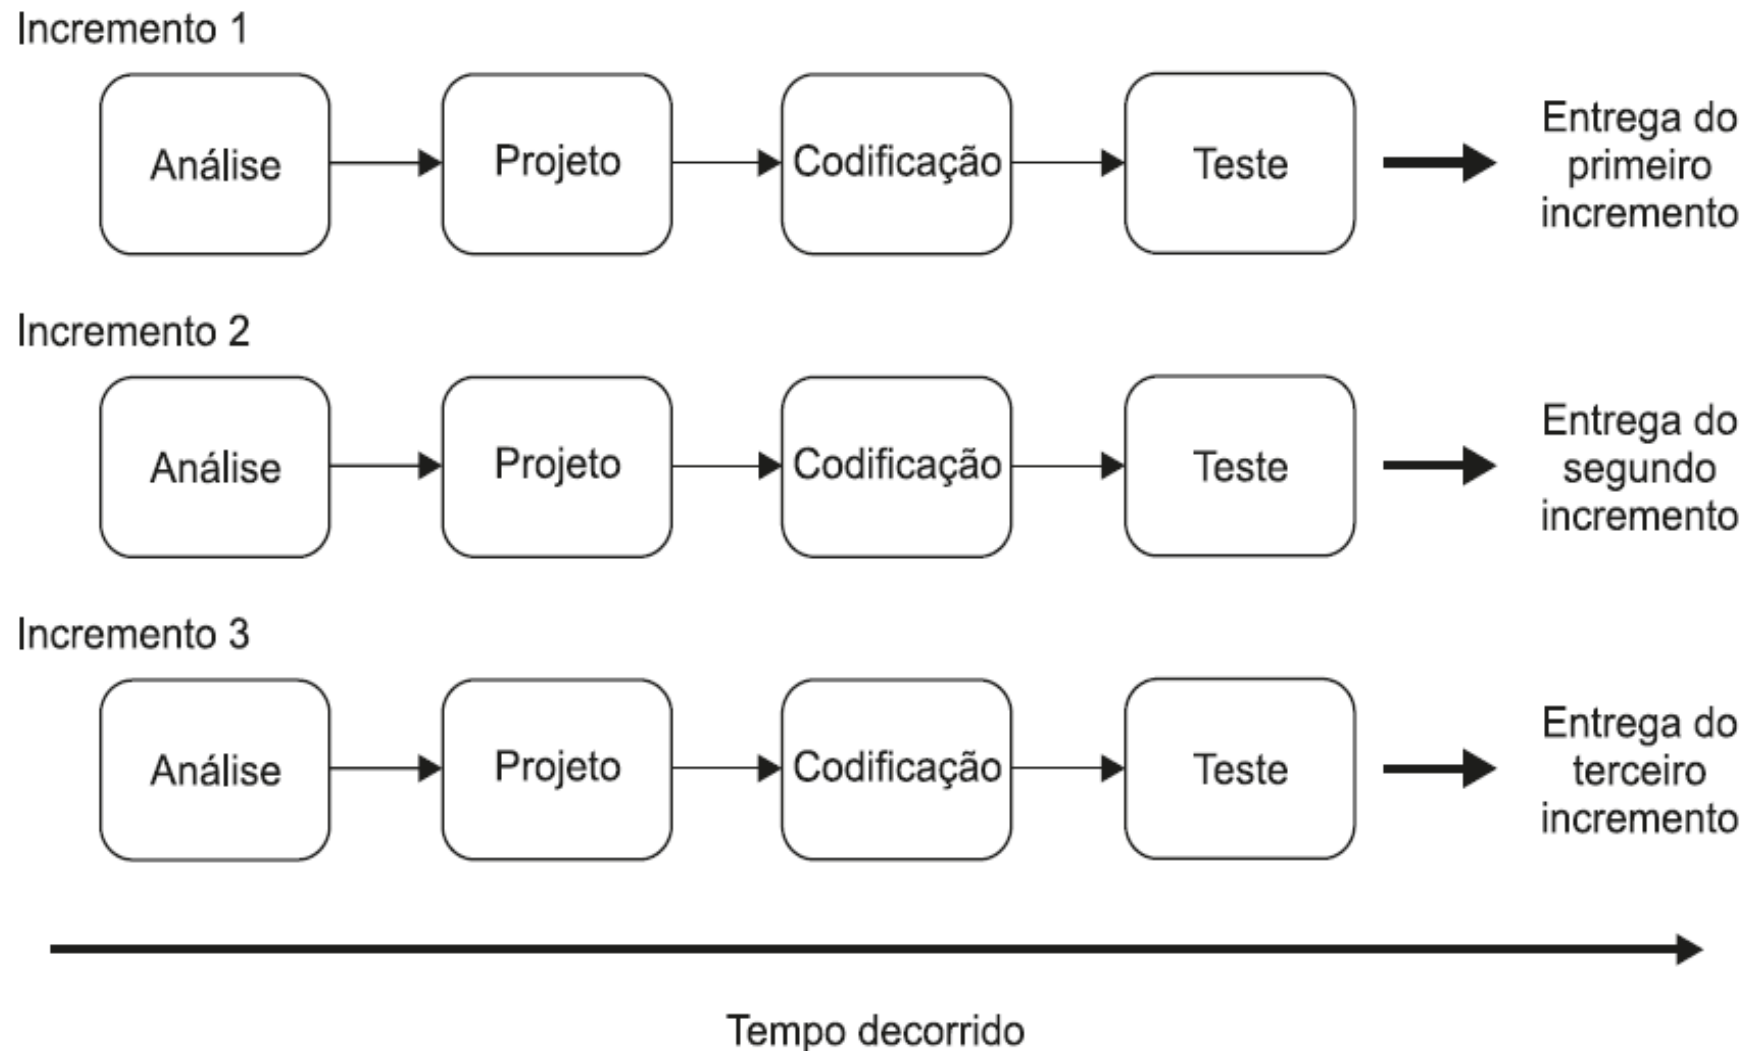 Incremento 1
Análise
Projeto
Codificação
Teste
Entrega do
primeiro
incremento
Incremento 2
Análise
Projeto
Codificação
Teste
Entrega do
segundo
incremento
Incremento 3
Análise
Projeto
Codificação
Teste
Entrega do
terceiro
incremento
Tempo decorrido